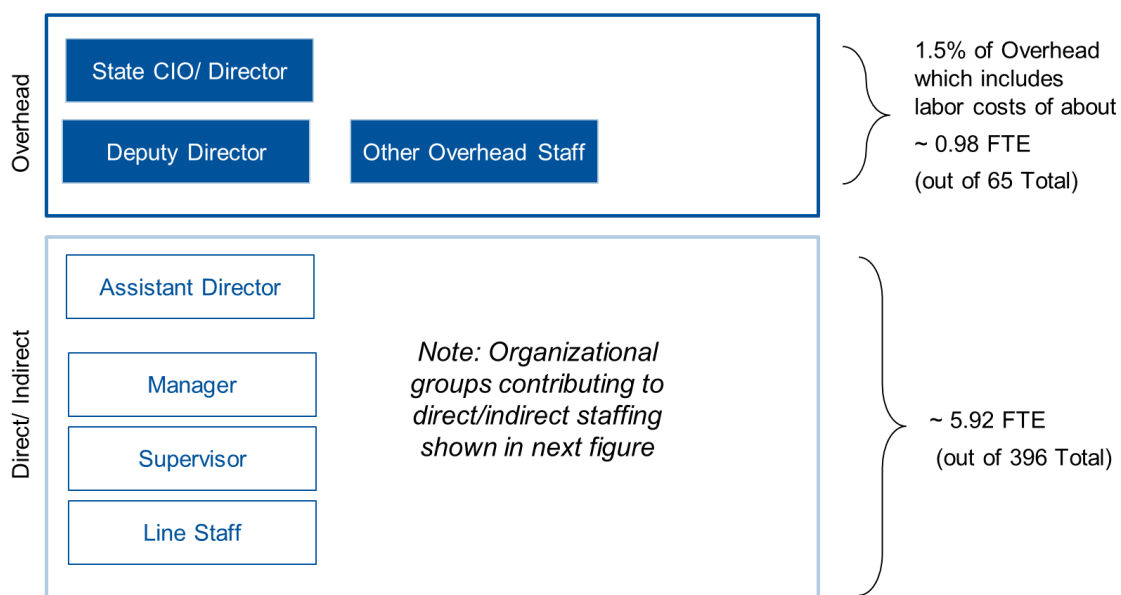 Overhead
State CIO/ Director
Deputy Director
Other Overhead Staff
1.5% of Overhead
which includes
labor costs of about
~ 0.98 FTE
(out of 65 Total)
Direct/ Indirect
Assistant Director
Manager
Supervisor
Line Staff
Note: Organizational
groups contributing to
direct/indirect staffing
shown in next figure
~ 5.92 FTE
(out of 396 Total)